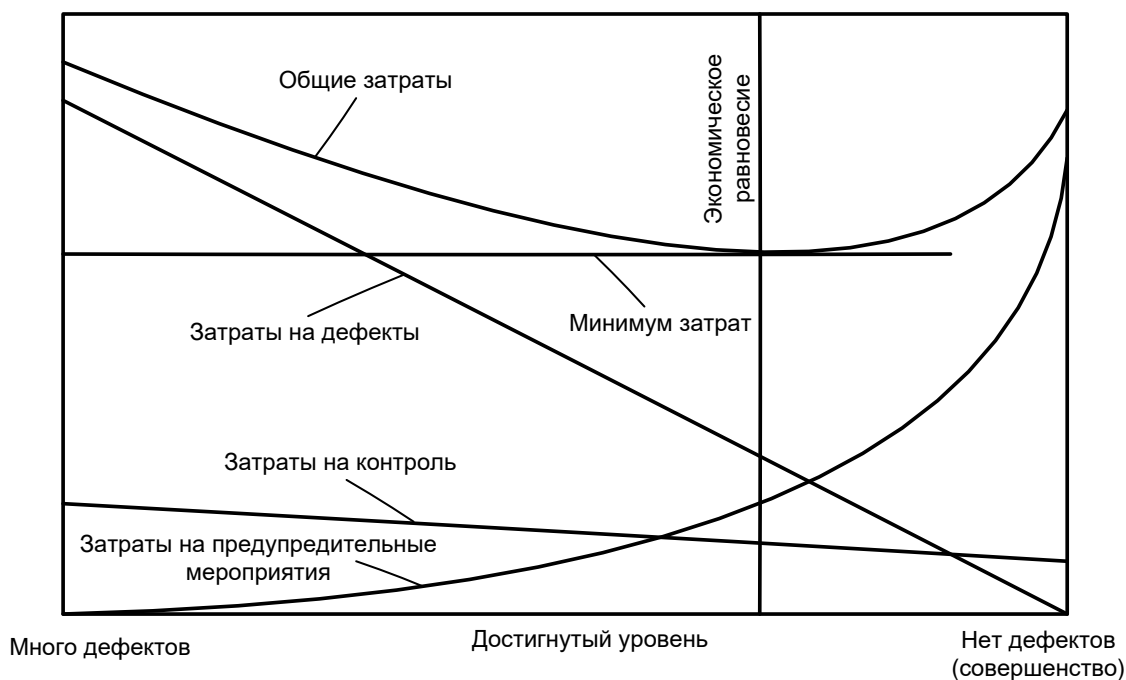 Общие затраты
Экономическое
равновесие
Затраты на дефекты
Минимум затрат
Затраты на контроль
Затраты на предупредительные
мероприятия
Много дефектов
Достигнутый уровень
Нет дефектов
(совершенство)